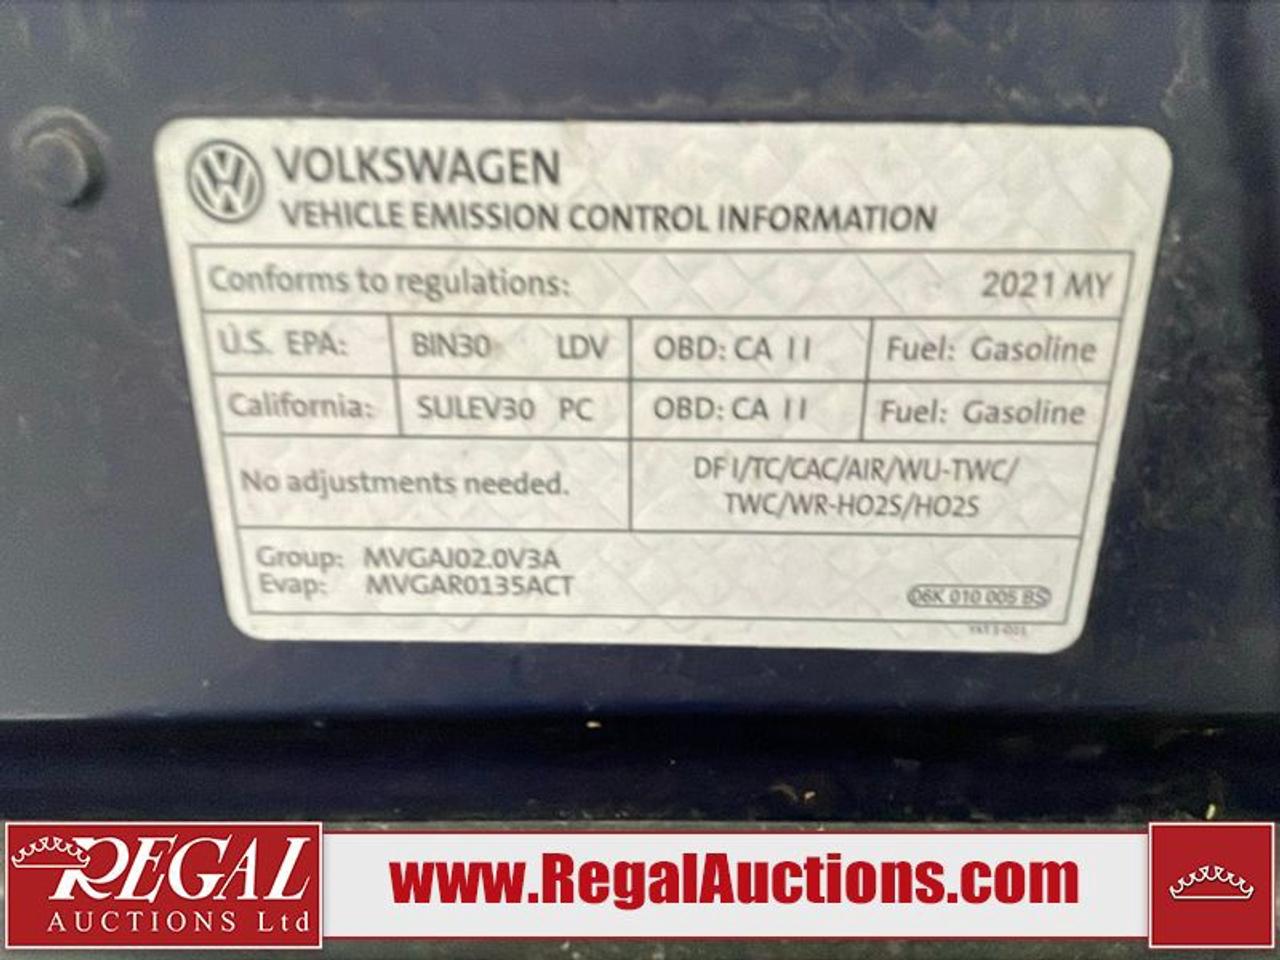 VOLKSWAGEN
VEHICLE EMISSION CONTROL INFORMATION
Conforms to regulations: 2021 MY
U.S. EPA: BIN30 LDV OBD: CA II Fuel: Gasoline
California: SULEV30 PC OBD: CA II Fuel: Gasoline
No adjustments needed.
DFI/TC/CAC/AIR/WU-TWC/
TWC/WR-HO2S/HO2S
Group: MVGAJ02.0V3A
Evap: MVGAR0135ACT
06K 010 005 BS
REGAL
AUCTIONS Ltd
www.RegalAuctions.com